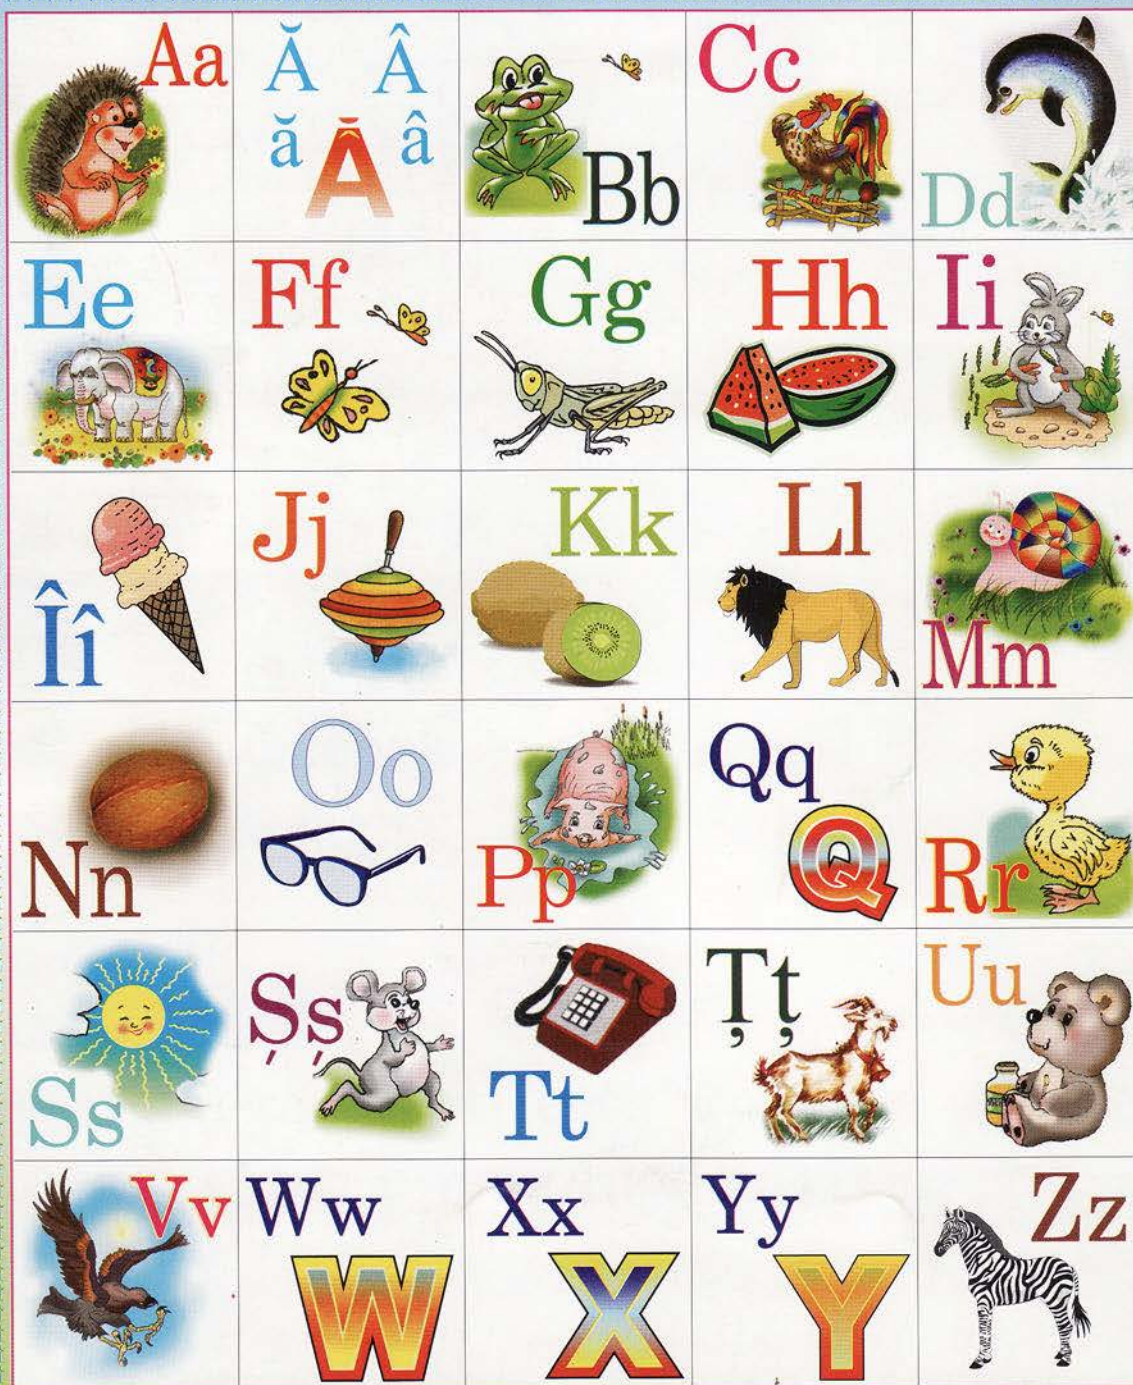 Aa
Ă Â
ă Ă â
Bb
Cc
Dd
Ee
Ff
Gg
Hh
Ii
Îî
Jj
Kk
Ll
Mm
Nn
Oo
Pp
Qq
Q
Rr
Ss
Șș
Tt
Țț
Uu
Vv
Ww
W
Xx
X
Yy
Y
Zz